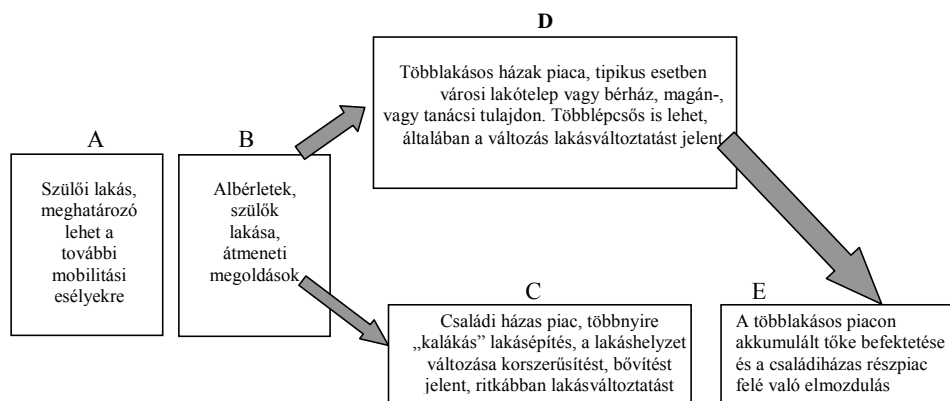 D
Többlakásos házak piaca, tipikus esetben
városi lakótelep vagy bérház, magán-,
vagy tanácsi tulajdon. Többlépcsős is lehet,
általában a változás lakásváltoztatást jelent
A
Szülői lakás,
meghatározó
lehet a
további
mobilitási
esélyekre
B
Albérletek,
szülők
lakása,
átmeneti
megoldások
C
Családi házas piac, többnyire
„kalákás” lakásépítés, a lakáshelyzet
változása korszerűsítést, bővítést
jelent, ritkábban lakásváltoztatást
E
A többlakásos piacon
akkumulált tőke befektetése
és a családiházas részpiac
felé való elmozdulás